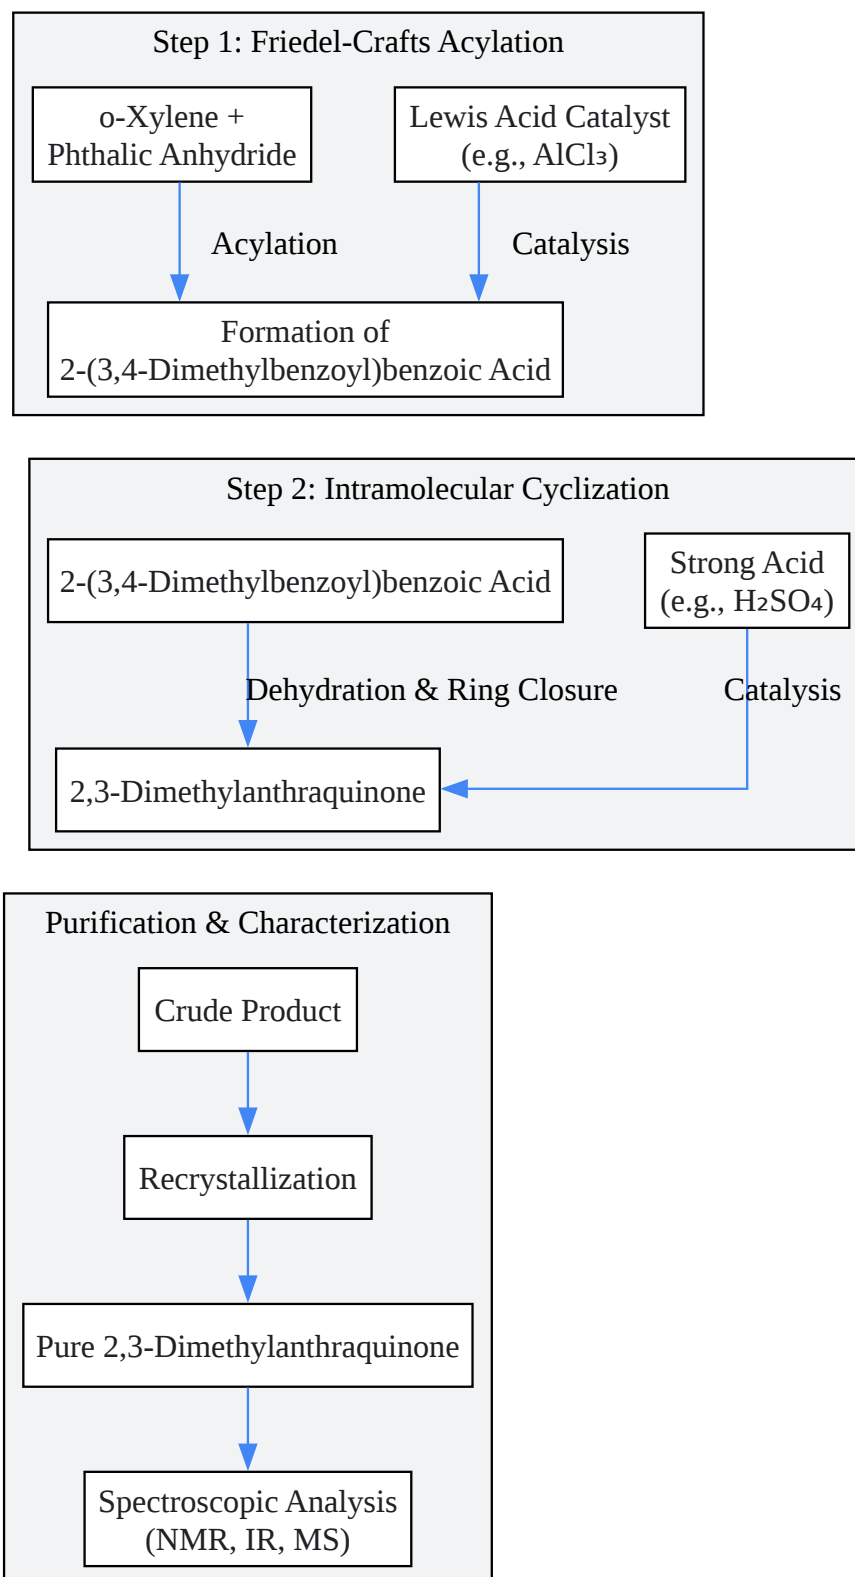 Step 1: Friedel-Crafts Acylation
o-Xylene +
Phthalic Anhydride
Lewis Acid Catalyst
(e.g., AlCl₃)
Acylation
Catalysis
Formation of
2-(3,4-Dimethylbenzoyl)benzoic Acid
Step 2: Intramolecular Cyclization
2-(3,4-Dimethylbenzoyl)benzoic Acid
Strong Acid
(e.g., H₂SO₄)
Dehydration & Ring Closure
Catalysis
2,3-Dimethylanthraquinone
Purification & Characterization
Crude Product
Recrystallization
Pure 2,3-Dimethylanthraquinone
Spectroscopic Analysis
(NMR, IR, MS)